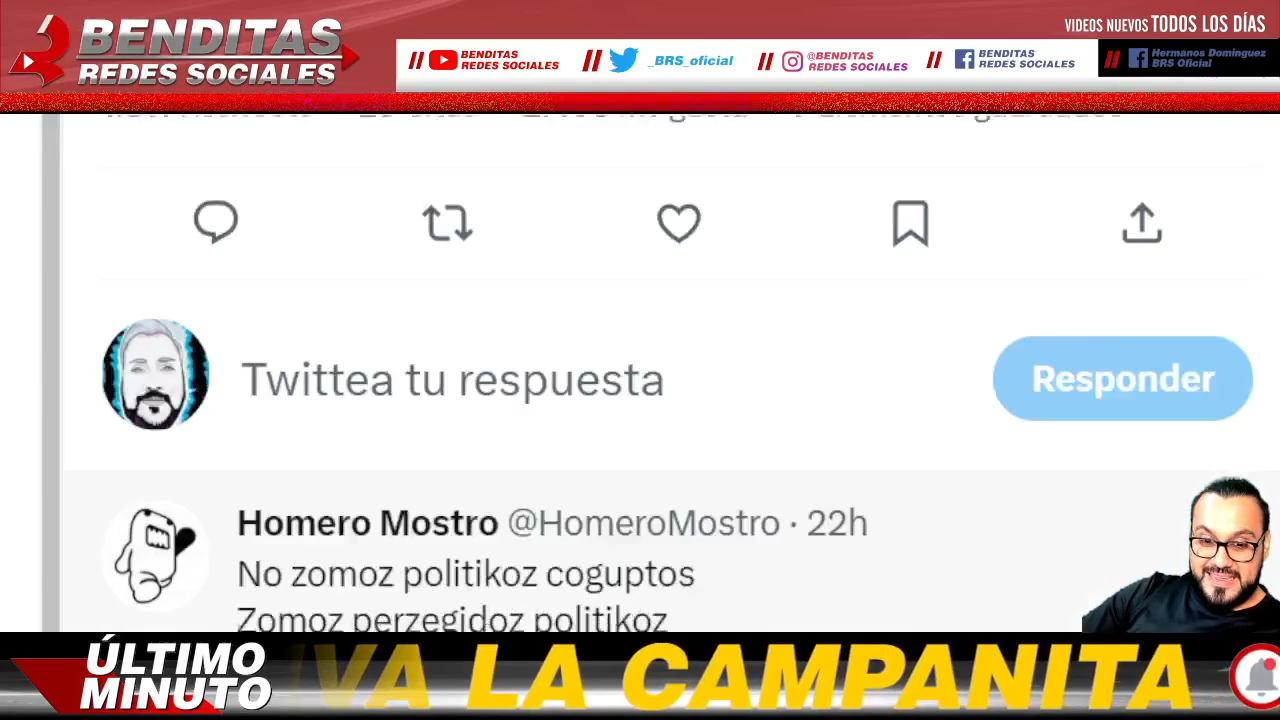 BENDITAS
REDES SOCIALES
VIDEOS NUEVOS TODOS LOS DÍAS
// BENDITAS
REDES SOCIALES
// _BRS_oficial
// @BENDITAS
REDES SOCIALES
// BENDITAS
REDES SOCIALES
// Hermanos Domínguez
BRS Oficial
Twittea tu respuesta
Responder
Homero Mostro @HomeroMostro · 22h
No zomoz politikoz coguptos
Zomoz perzegidoz politikoz
ÚLTIMO
MINUTO
VA LA CAMPANITA